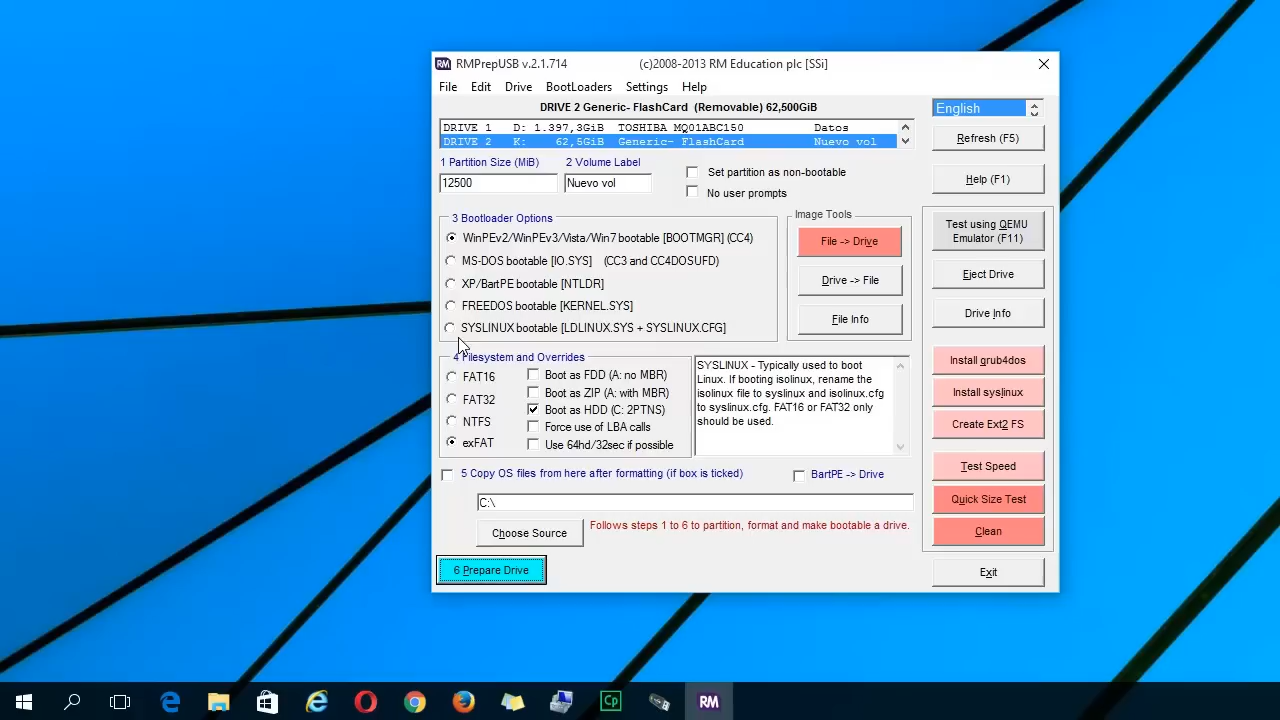 RM RMPrepUSB v.2.1.714 (c)2008-2013 RM Education plc [SSi]
File Edit Drive BootLoaders Settings Help
DRIVE 2 Generic- FlashCard (Removable) 62,500GiB
English
DRIVE 1 D: 1.397,3GiB TOSHIBA MQ01ABC150 Datos
DRIVE 2 K: 62,5GiB Generic- FlashCard Nuevo vol
Refresh (F5)
1 Partition Size (MiB) 2 Volume Label
Set partition as non-bootable
12500 Nuevo vol
No user prompts
Help (F1)
3 Bootloader Options
WinPEv2/WinPEv3/Vista/Win7 bootable [BOOTMGR] (CC4)
MS-DOS bootable [IO.SYS] (CC3 and CC4DOSUFD)
XP/BartPE bootable [NTLDR]
FREEDOS bootable [KERNEL.SYS]
SYSLINUX bootable [LDLINUX.SYS + SYSLINUX.CFG]
Image Tools
File -> Drive
Drive -> File
File Info
Test using QEMU
Emulator (F11)
Eject Drive
Drive Info
4 Filesystem and Overrides
FAT16
FAT32
NTFS
exFAT
Boot as FDD (A: no MBR)
Boot as ZIP (A: with MBR)
Boot as HDD (C: 2PTNS)
Force use of LBA calls
Use 64hd/32sec if possible
SYSLINUX - Typically used to boot
Linux. If booting isolinux, rename the
isolinux file to syslinux and isolinux.cfg
to syslinux.cfg. FAT16 or FAT32 only
should be used.
Install grub4dos
Install syslinux
Create Ext2 FS
Test Speed
Quick Size Test
Clean
5 Copy OS files from here after formatting (if box is ticked)
BartPE -> Drive
C:\
Choose Source
Follows steps 1 to 6 to partition, format and make bootable a drive.
6 Prepare Drive
Exit
Cp
RM